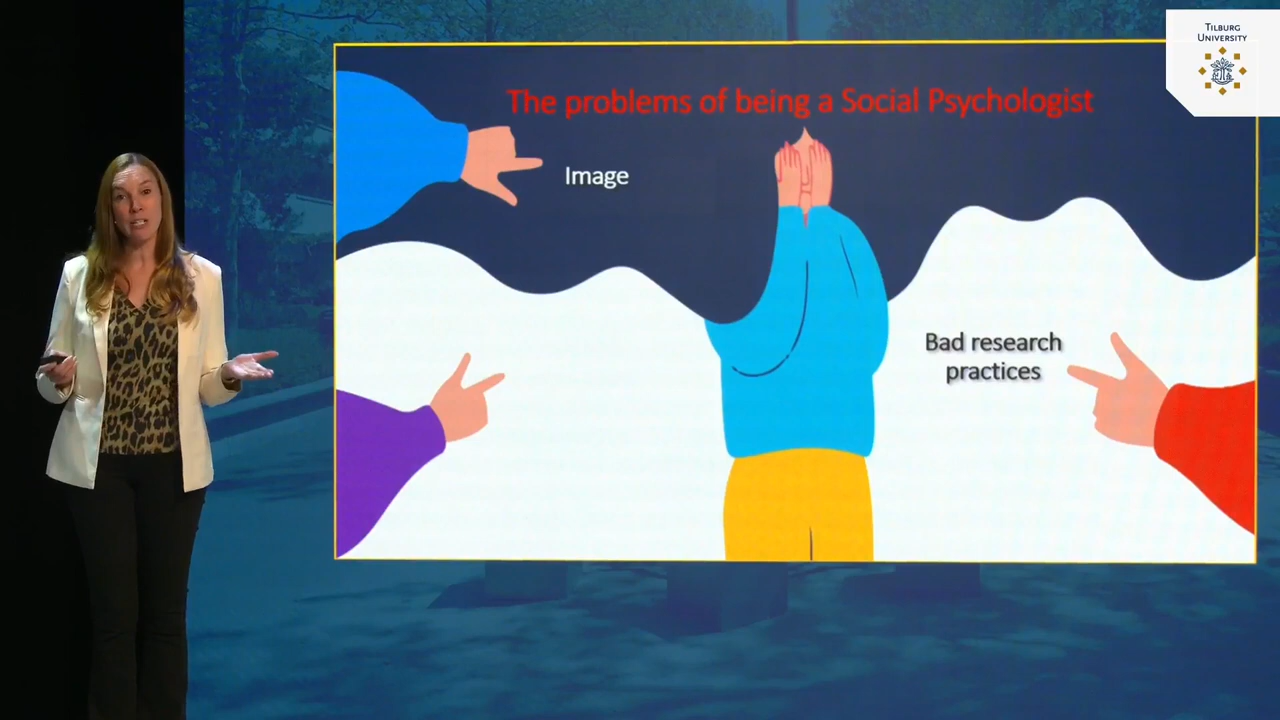 TILBURG
UNIVERSITY
The problems of being a Social Psychologist
Image
Bad research
practices